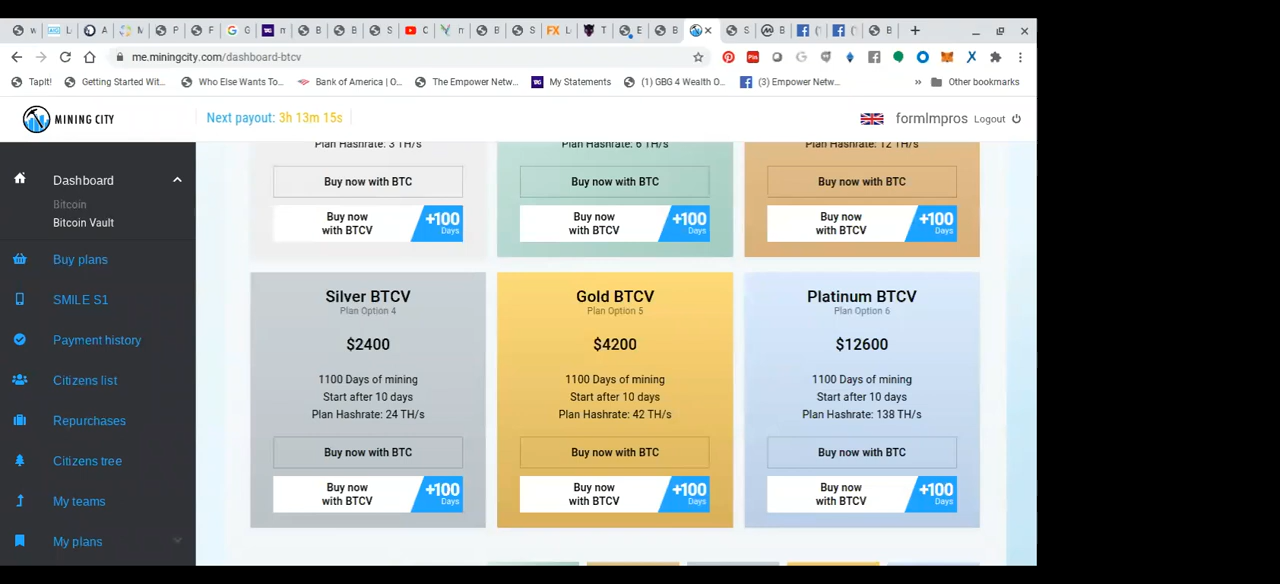 me.miningcity.com/dashboard-btcv
TapIt!
Getting Started Wit...
Who Else Wants To...
Bank of America | O...
The Empower Netw...
My Statements
(1) GBG 4 Wealth O...
(3) Empower Netw...
»
Other bookmarks
MINING CITY
Next payout: 3h 13m 15s
formlmpros
Logout
Dashboard
Bitcoin
Bitcoin Vault
Buy plans
SMILE S1
Payment history
Citizens list
Repurchases
Citizens tree
My teams
My plans
Plan Hashrate: 3 TH/s
Plan Hashrate: 6 TH/s
Plan Hashrate: 12 TH/s
Buy now with BTC
Buy now with BTC
Buy now with BTC
Buy now
with BTCV
+100
Days
Buy now
with BTCV
+100
Days
Buy now
with BTCV
+100
Days
Silver BTCV
Plan Option 4
$2400
1100 Days of mining
Start after 10 days
Plan Hashrate: 24 TH/s
Buy now with BTC
Buy now
with BTCV
+100
Days
Gold BTCV
Plan Option 5
$4200
1100 Days of mining
Start after 10 days
Plan Hashrate: 42 TH/s
Buy now with BTC
Buy now
with BTCV
+100
Days
Platinum BTCV
Plan Option 6
$12600
1100 Days of mining
Start after 10 days
Plan Hashrate: 138 TH/s
Buy now with BTC
Buy now
with BTCV
+100
Days